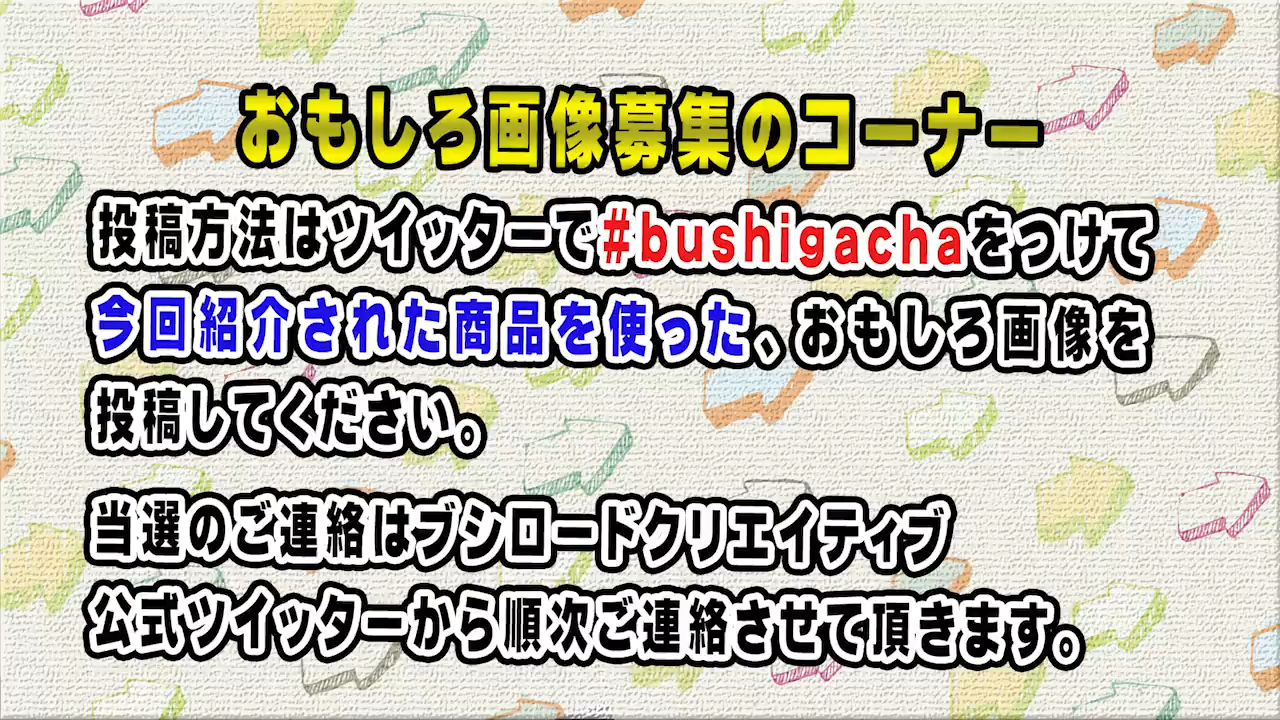 おもしろ画像募集のコーナー
投稿方法はツイッターで#bushigachaをつけて
今回紹介された商品を使った、おもしろ画像を
投稿してください。
当選のご連絡はブシロードクリエイティブ
公式ツイッターから順次ご連絡させて頂きます。